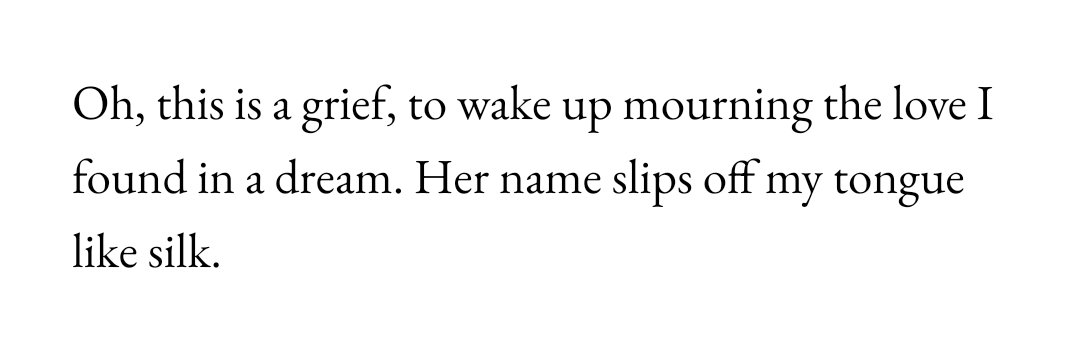 Oh, this is a grief, to wake up mourning the love I
found in a dream. Her name slips off my tongue
like silk.